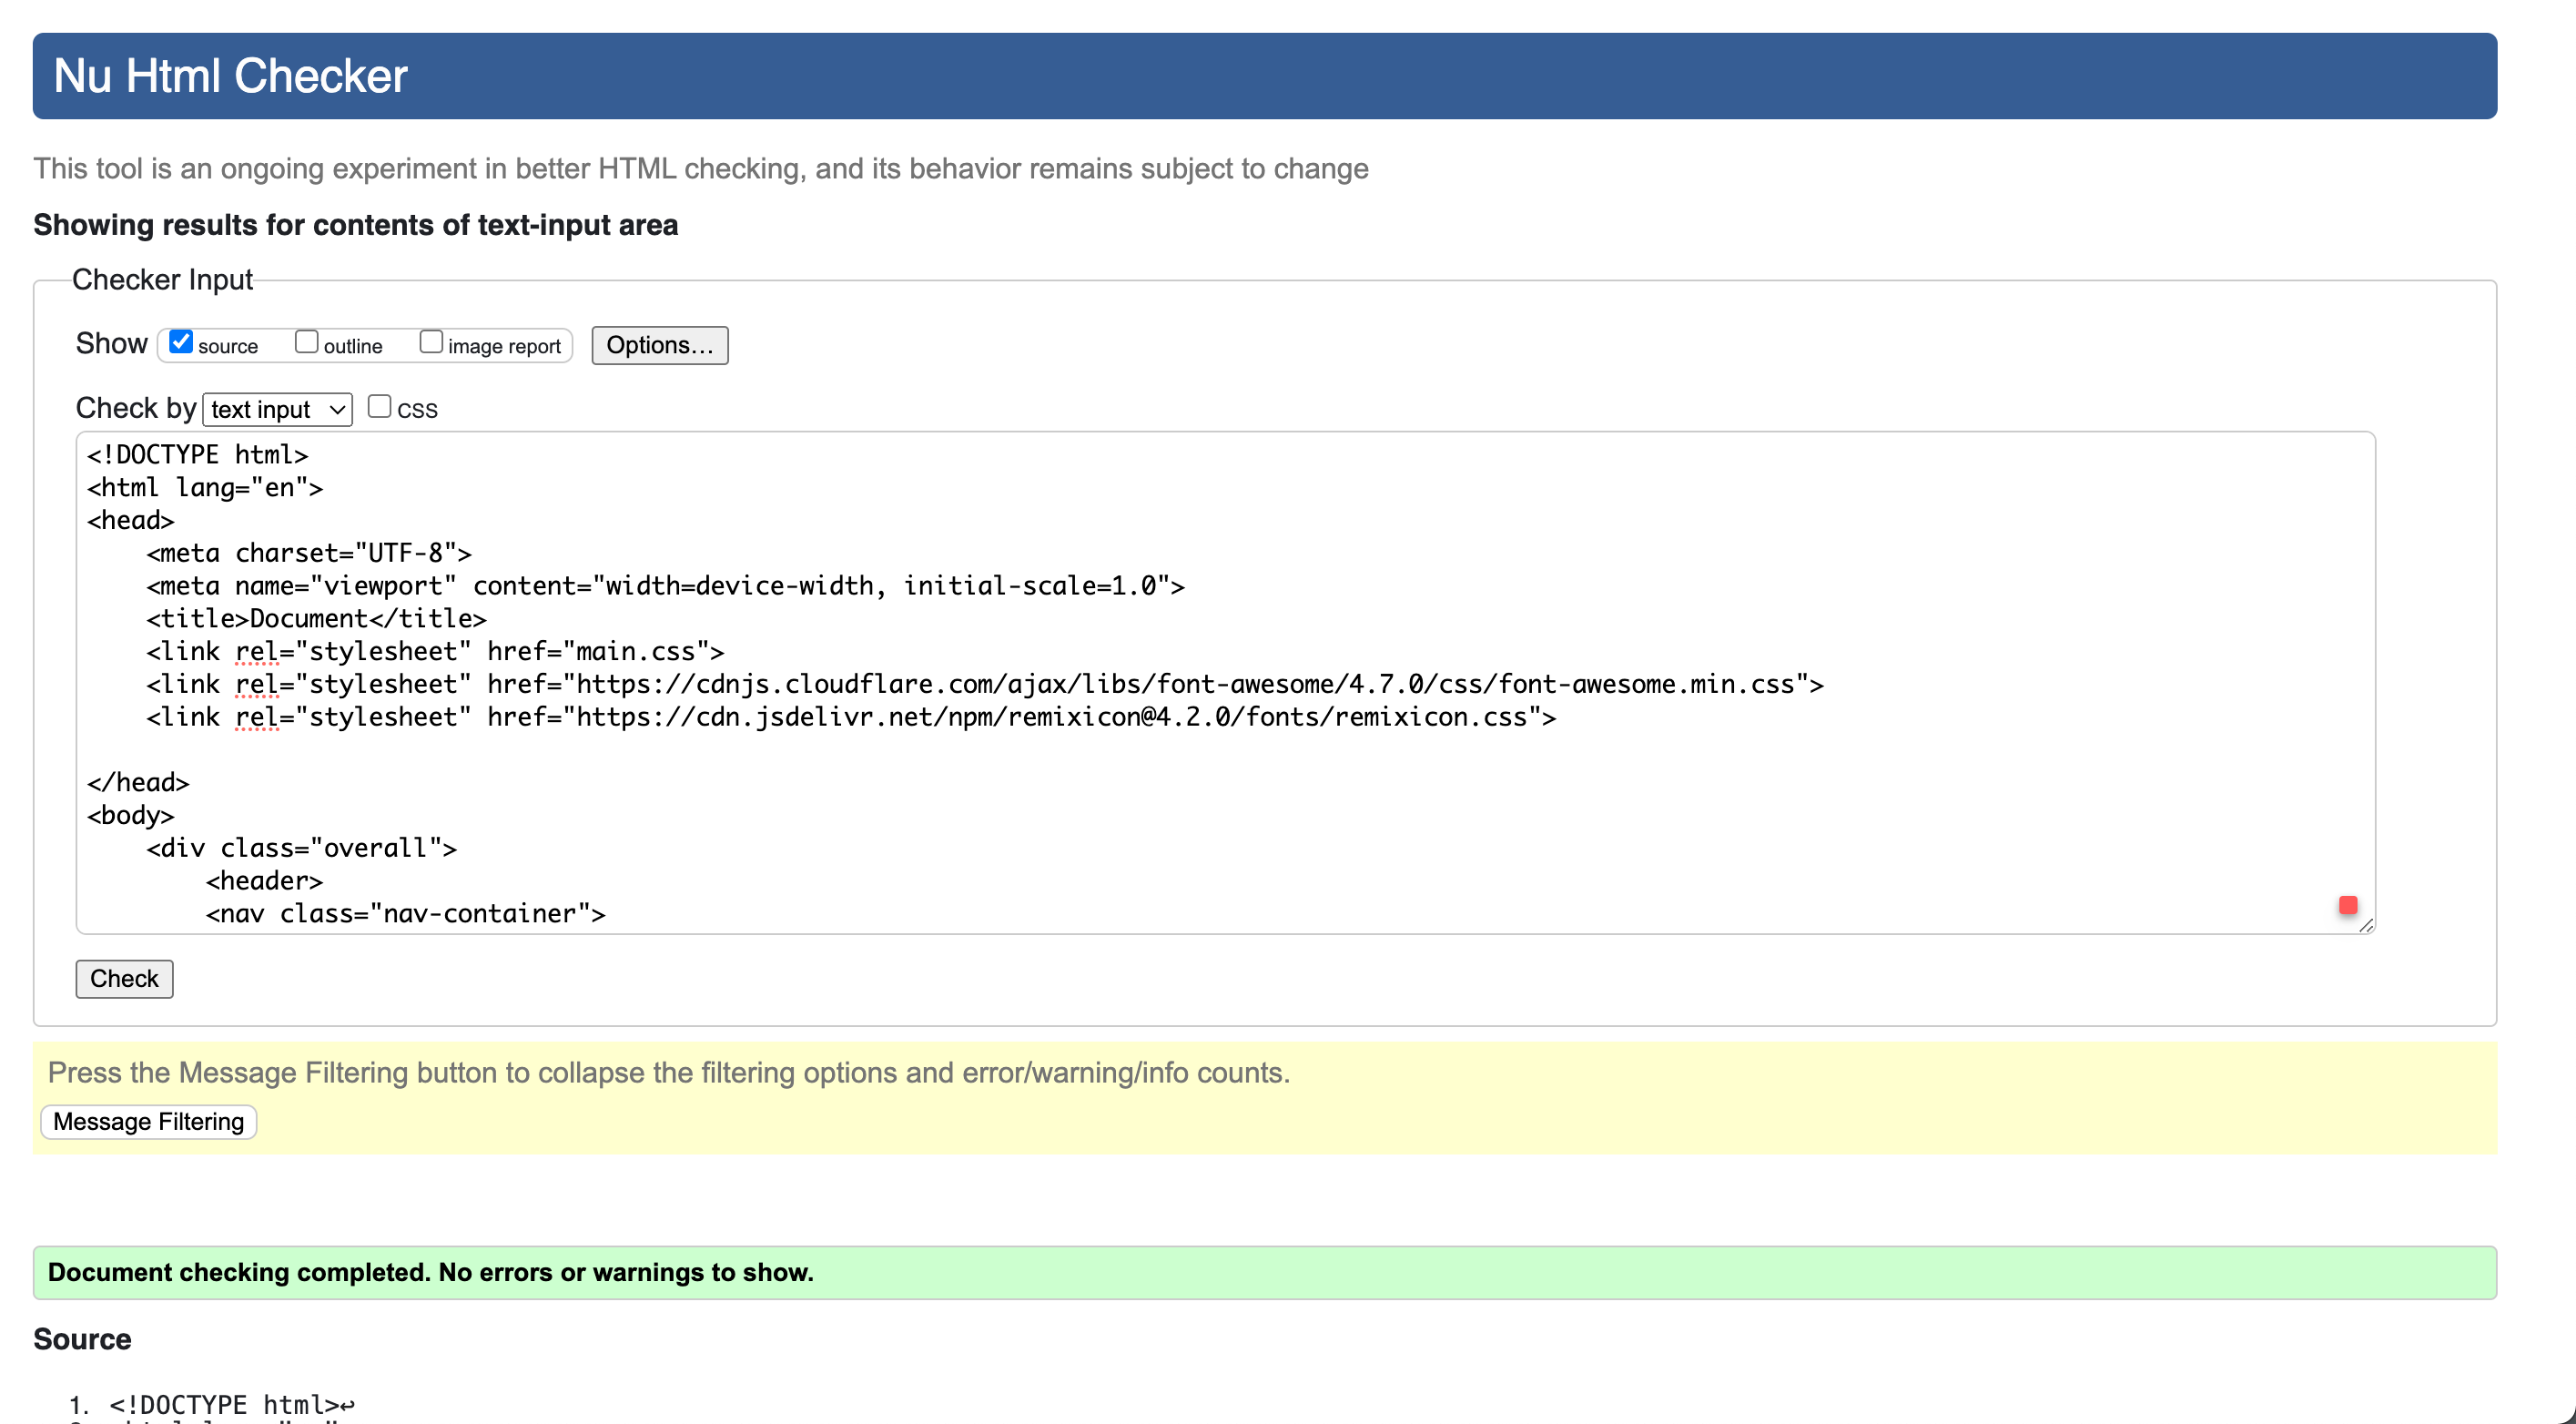 Nu Html Checker
This tool is an ongoing experiment in better HTML checking, and its behavior remains subject to change
Showing results for contents of text-input area
Checker Input
Show source outline image report Options...
Check by text input CSS
<!DOCTYPE html>
<html lang="en">
<head>
    <meta charset="UTF-8">
    <meta name="viewport" content="width=device-width, initial-scale=1.0">
    <title>Document</title>
    <link rel="stylesheet" href="main.css">
    <link rel="stylesheet" href="https://cdnjs.cloudflare.com/ajax/libs/font-awesome/4.7.0/css/font-awesome.min.css">
    <link rel="stylesheet" href="https://cdn.jsdelivr.net/npm/remixicon@4.2.0/fonts/remixicon.css">
</head>
<body>
    <div class="overall">
        <header>
        <nav class="nav-container">
Check
Press the Message Filtering button to collapse the filtering options and error/warning/info counts.
Message Filtering
Document checking completed. No errors or warnings to show.
Source
1. <!DOCTYPE html>↩